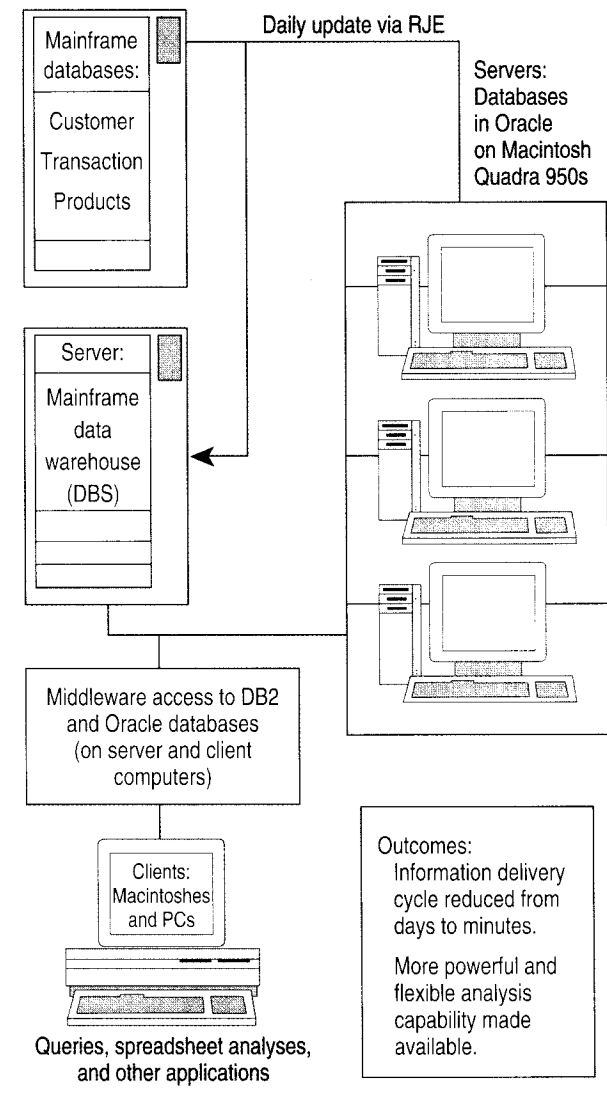 Daily update via RJE
Mainframe
databases:
Customer
Transaction
Products
Servers:
Databases
in Oracle
on Macintosh
Quadra 950s
Server:
Mainframe
data
warehouse
(DBS)
Middleware access to DB2
and Oracle databases
(on server and client
computers)
Clients:
Macintoshes
and PCs
Queries, spreadsheet analyses,
and other applications
Outcomes:
Information delivery
cycle reduced from
days to minutes.
More powerful and
flexible analysis
capability made
available.